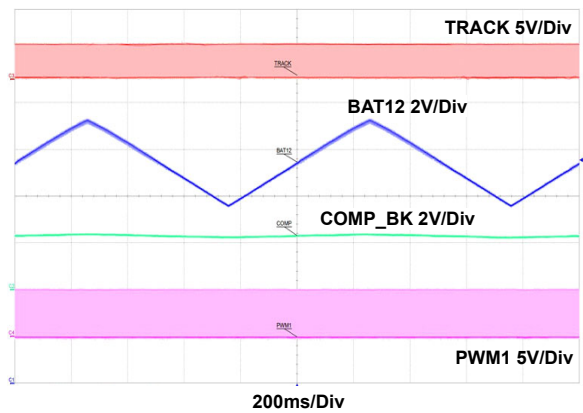 TRACK 5V/Div
TRACK
BAT12 2V/Div
BAT12
COMP_BK 2V/Div
COMP
PWM1
PWM1 5V/Div
200ms/Div